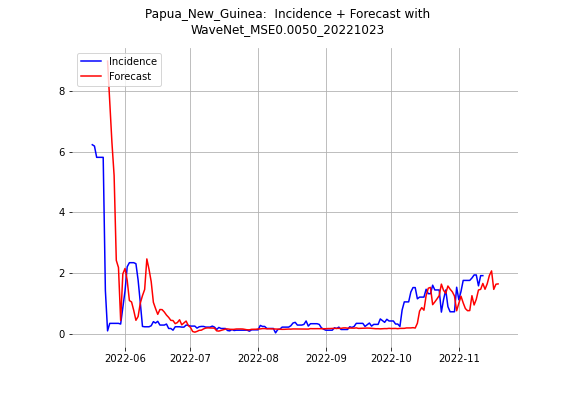 Papua_New_Guinea:  Incidence + Forecast with
WaveNet_MSE0.0050_20221023
Incidence
Forecast
8
6
4
2
0
2022-06
2022-07
2022-08
2022-09
2022-10
2022-11